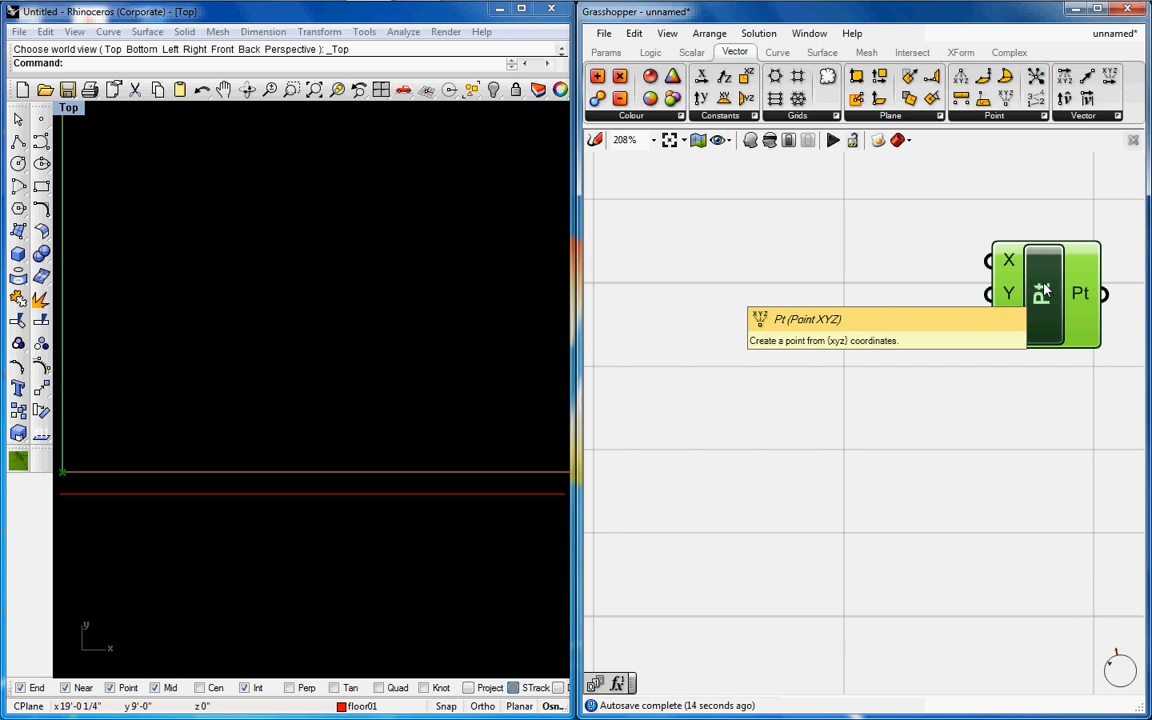 Untitled - Rhinoceros (Corporate) - [Top]
File Edit View Curve Surface Solid Mesh Dimension Transform Tools Analyze Render Help
Choose world view ( Top Bottom Left Right Front Back Perspective ): _Top
Command:
Top
y
x
End Near Point Mid Cen Int Perp Tan Quad Knot Project STrack
CPlane x 19'-0 1/4" y 9'-0" z 0" floor01 Snap Ortho Planar Osn...
Grasshopper - unnamed*
File Edit View Arrange Solution Window Help unnamed*
Params Logic Scalar Vector Curve Surface Mesh Intersect XForm Complex
Colour Constants Grids Plane Point Vector
208%
X
Y
Pt
Pt
Pt (Point XYZ)
Create a point from {xyz} coordinates.
Autosave complete (14 seconds ago)